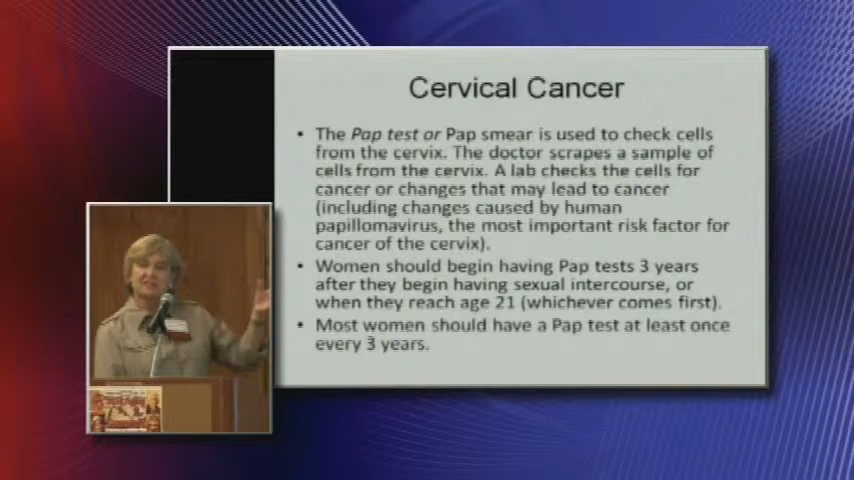 Cervical Cancer
• The Pap test or Pap smear is used to check cells
from the cervix. The doctor scrapes a sample of
cells from the cervix. A lab checks the cells for
cancer or changes that may lead to cancer
(including changes caused by human
papillomavirus, the most important risk factor for
cancer of the cervix).
• Women should begin having Pap tests 3 years
after they begin having sexual intercourse, or
when they reach age 21 (whichever comes first).
• Most women should have a Pap test at least once
every 3 years.